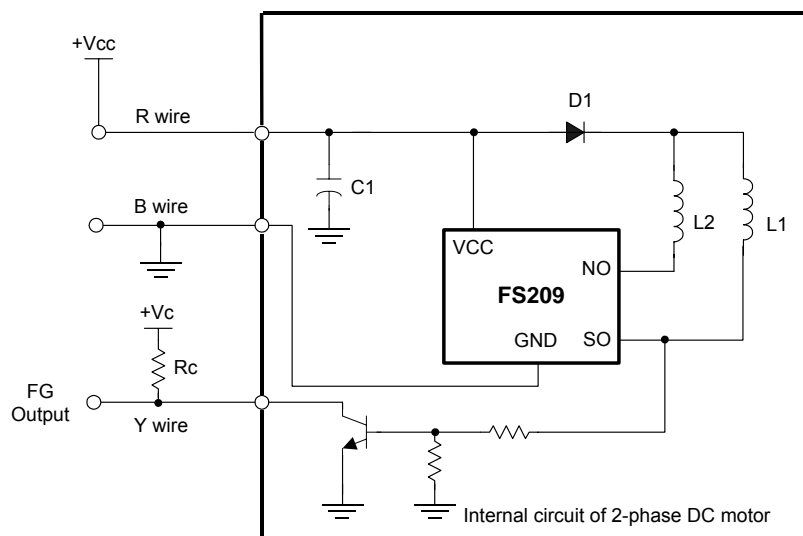 +Vcc
R wire
D1
C1
B wire
L2
L1
VCC
NO
FS209
+Vc
GND
SO
Rc
FG
Output
Y wire
Internal circuit of 2-phase DC motor